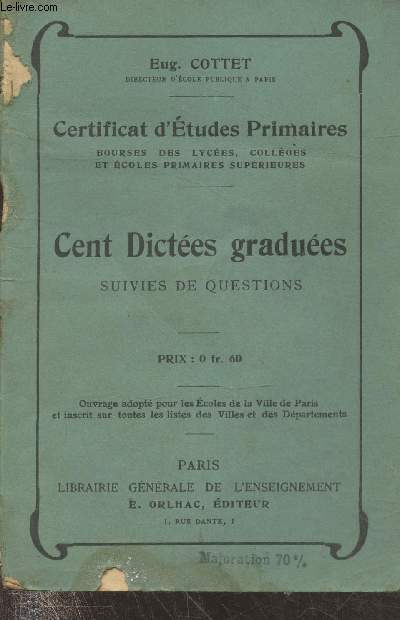 Le-livre.com
Eug. COTTET
DIRECTEUR D'ÉCOLE PUBLIQUE A PARIS
Certificat d'Études Primaires
BOURSES DES LYCÉES, COLLÈGES
ET ÉCOLES PRIMAIRES SUPÉRIEURES
Cent Dictées graduées
SUIVIES DE QUESTIONS
PRIX : 0 fr. 60
Ouvrage adopté pour les Écoles de la Ville de Paris
et inscrit sur toutes les listes des Villes et des Départements
PARIS
LIBRAIRIE GÉNÉRALE DE L'ENSEIGNEMENT
E. ORLHAC, ÉDITEUR
1, RUE DANTE, 1
Majoration 70 %